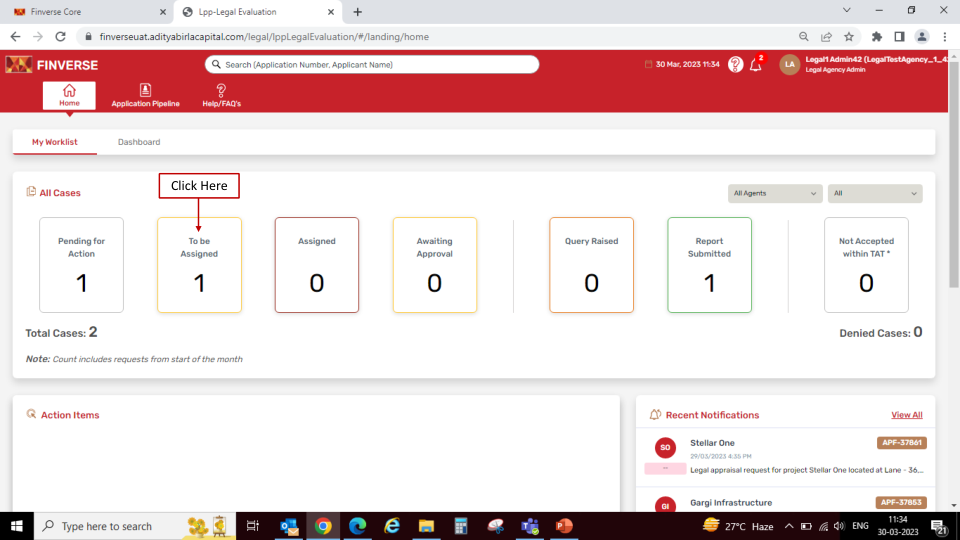 Finverse Core
Lpp-Legal Evaluation
finverseuat.adityabirlacapital.com/legal/lppLegalEvaluation/#/landing/home
FINVERSE
Search (Application Number, Applicant Name)
30 Mar, 2023 11:34
2
LA
Legal1 Admin42 (LegalTestAgency_1_4
Legal Agency Admin
Home
Application Pipeline
Help/FAQ's
My Worklist
Dashboard
All Cases
Click Here
All Agents
All
Pending for
Action
1
To be
Assigned
1
Assigned
0
Awaiting
Approval
0
Query Raised
0
Report
Submitted
1
Not Accepted
within TAT *
0
Total Cases: 2
Denied Cases: 0
Note: Count includes requests from start of the month
Action Items
Recent Notifications
View All
SO
Stellar One
APF-37861
29/03/2023 4:35 PM
Legal appraisal request for project Stellar One located at Lane - 36,...
GI
Gargi Infrastructure
APF-37853
Type here to search
27°C Haze
ENG
11:34
30-03-2023
21